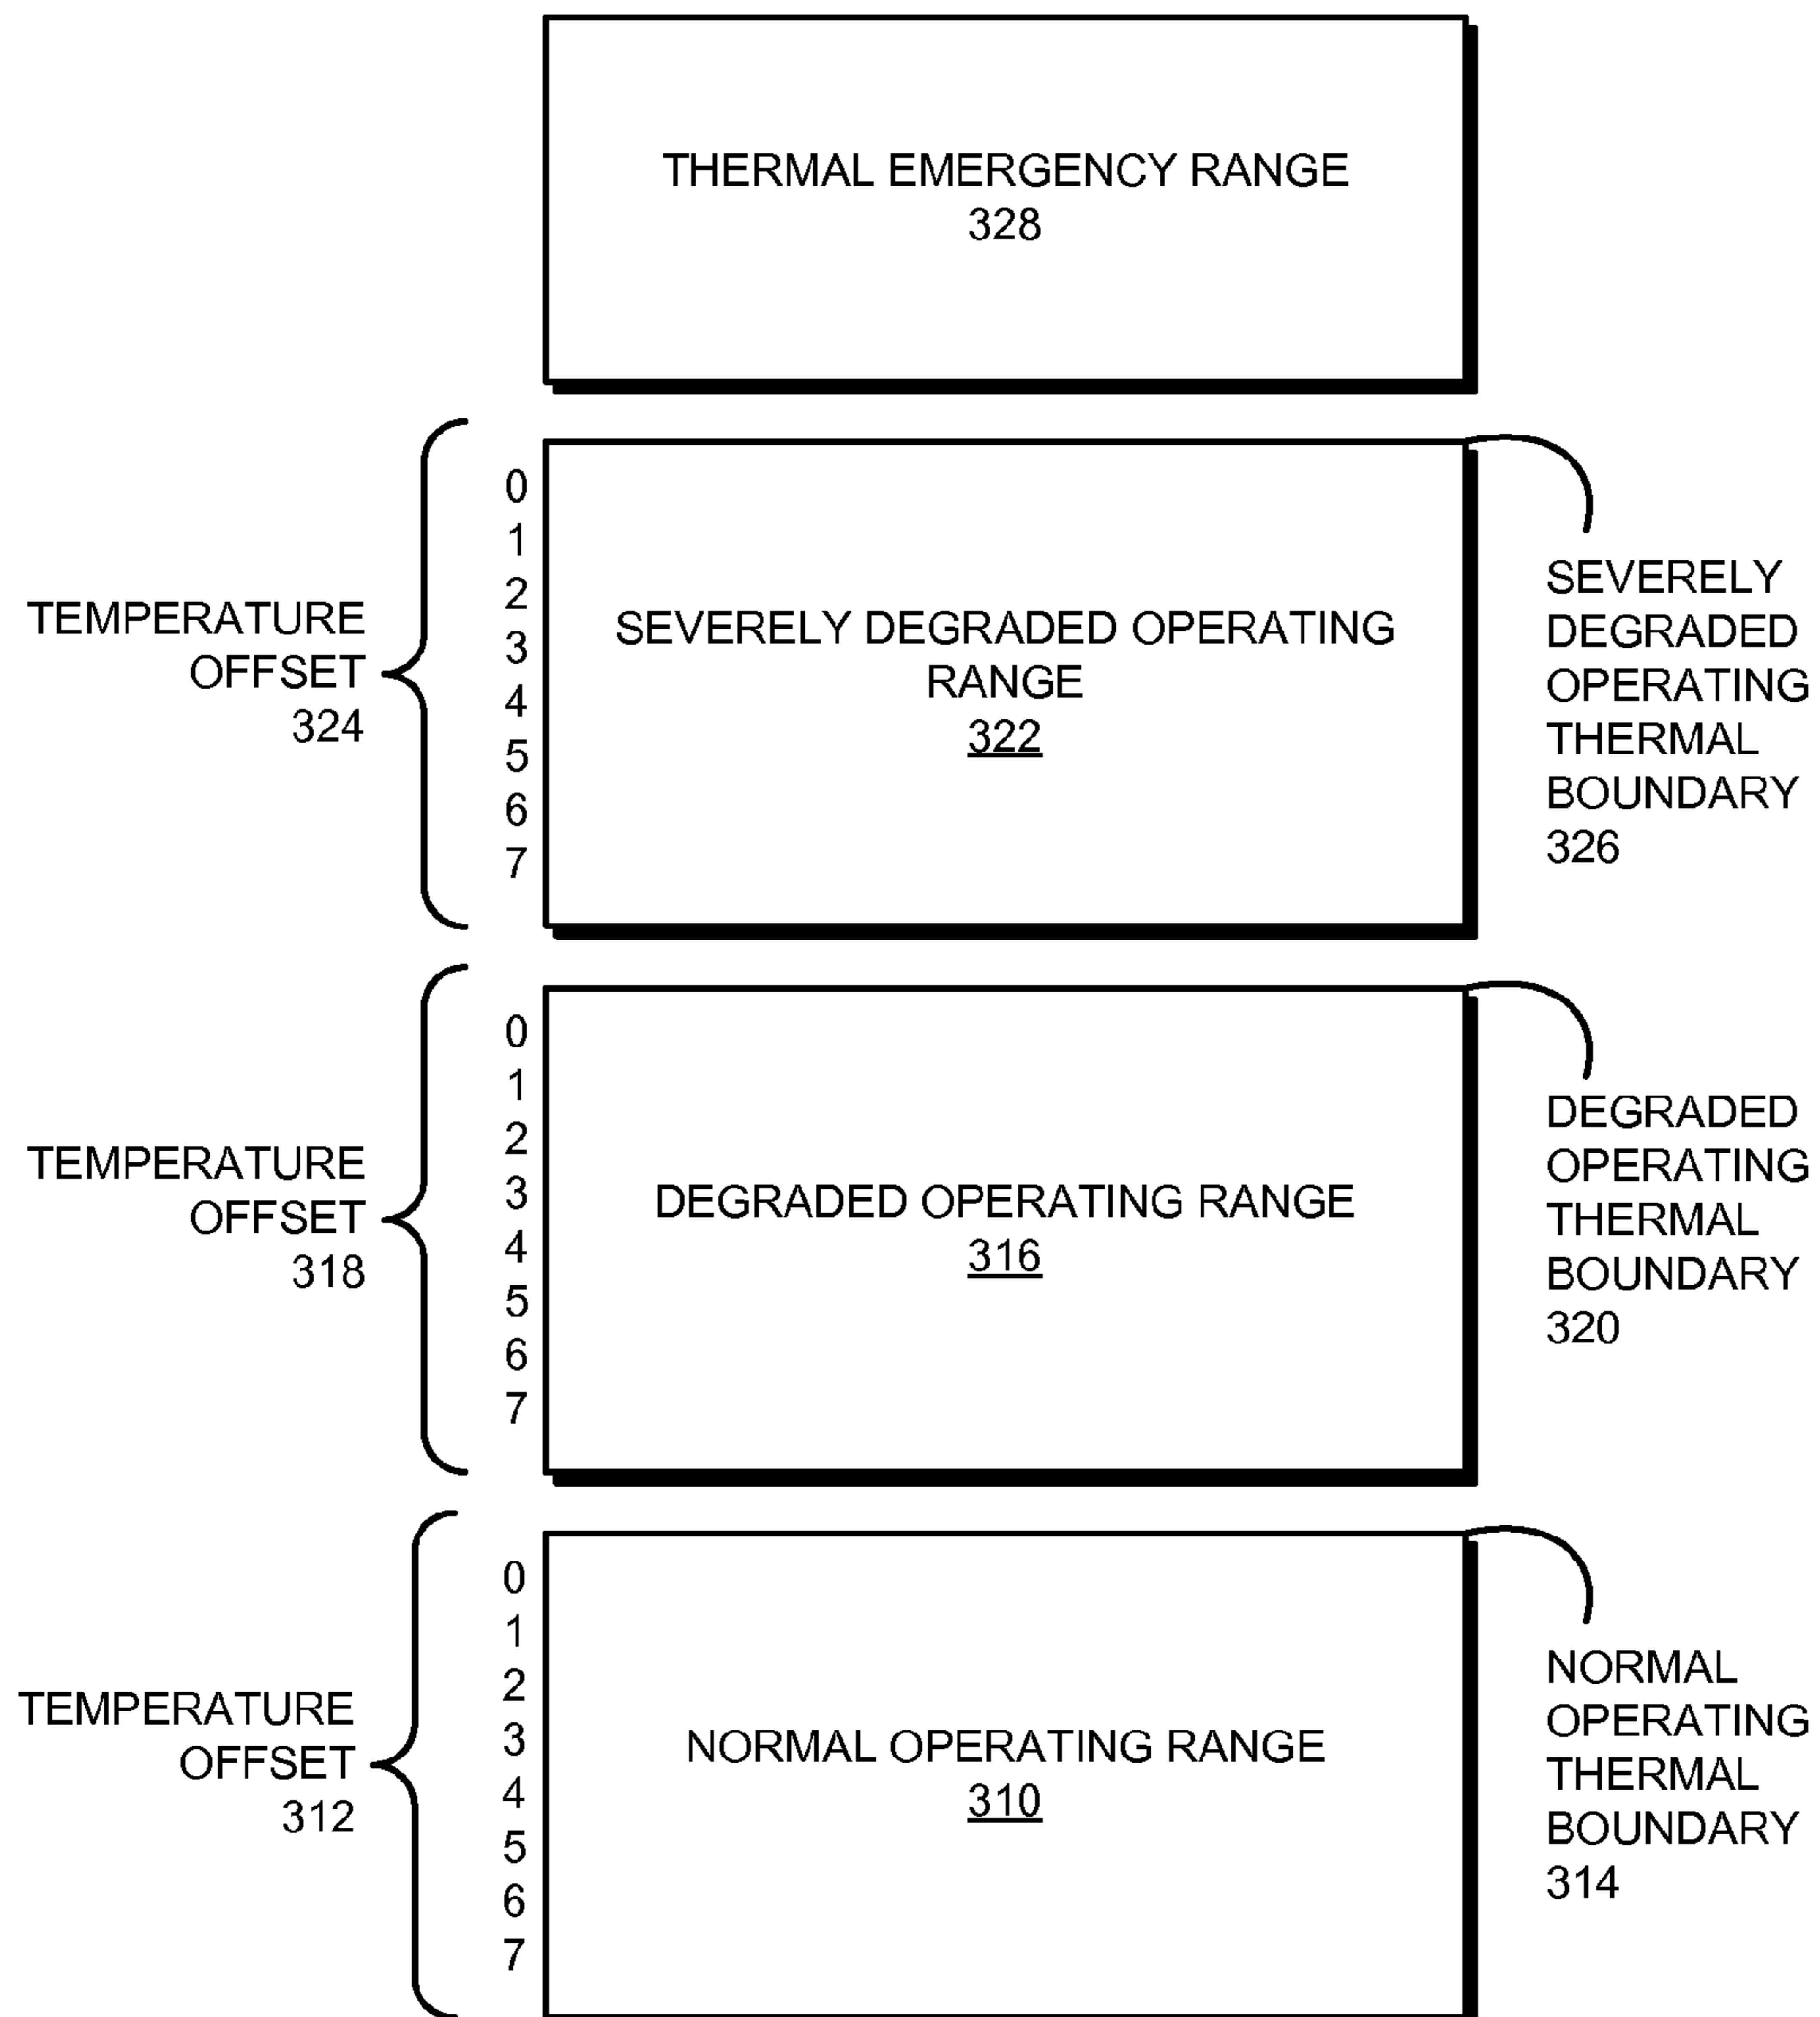 THERMAL EMERGENCY RANGE
328
TEMPERATURE
OFFSET
324
0
1
2
3
4
5
6
7
SEVERELY DEGRADED OPERATING
RANGE
322
SEVERELY
DEGRADED
OPERATING
THERMAL
BOUNDARY
326
TEMPERATURE
OFFSET
318
0
1
2
3
4
5
6
7
DEGRADED OPERATING RANGE
316
DEGRADED
OPERATING
THERMAL
BOUNDARY
320
TEMPERATURE
OFFSET
312
0
1
2
3
4
5
6
7
NORMAL OPERATING RANGE
310
NORMAL
OPERATING
THERMAL
BOUNDARY
314